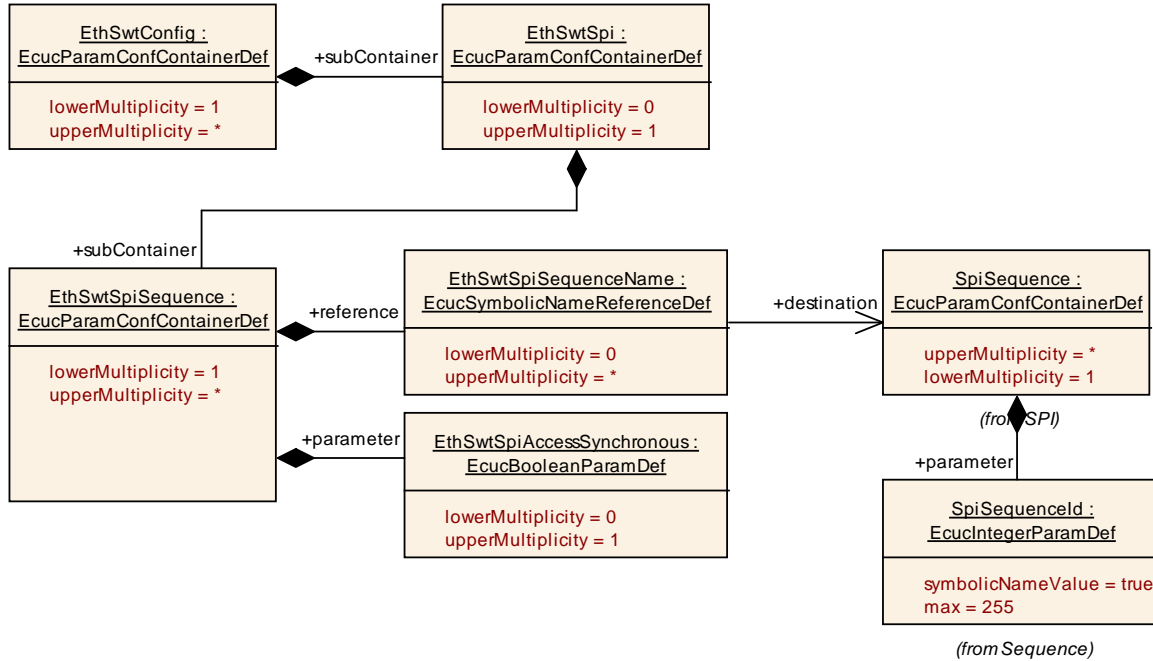 EthSwtConfig :
EcucParamConfContainerDef
lowerMultiplicity = 1
upperMultiplicity = *
+subContainer
EthSwtSpi :
EcucParamConfContainerDef
lowerMultiplicity = 0
upperMultiplicity = 1
+subContainer
EthSwtSpiSequence :
EcucParamConfContainerDef
lowerMultiplicity = 1
upperMultiplicity = *
+reference
EthSwtSpiSequenceName :
EcucSymbolicNameReferenceDef
lowerMultiplicity = 0
upperMultiplicity = *
+destination
SpiSequence :
EcucParamConfContainerDef
upperMultiplicity = *
lowerMultiplicity = 1
(from SPI)
+parameter
EthSwtSpiAccessSynchronous :
EcucBooleanParamDef
lowerMultiplicity = 0
upperMultiplicity = 1
+parameter
SpiSequenceId :
EcucIntegerParamDef
symbolicNameValue = true
max = 255
(from Sequence)